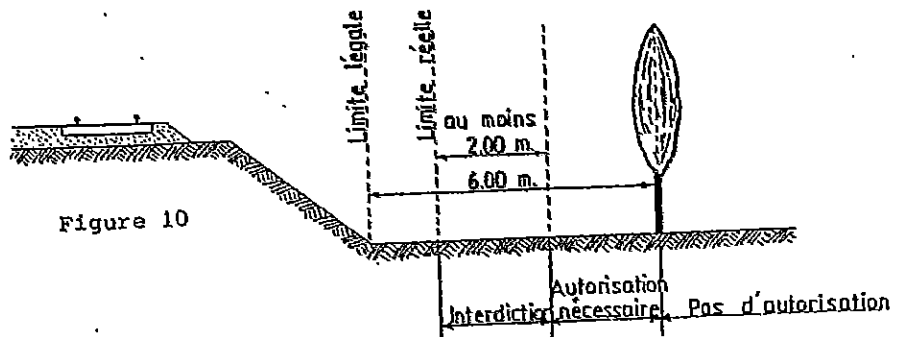 Limite légale
Limite réelle
au moins
2.00 m.
6.00 m.
Figure 10
Interdiction
Autorisation
nécessaire
Pas d'autorisation